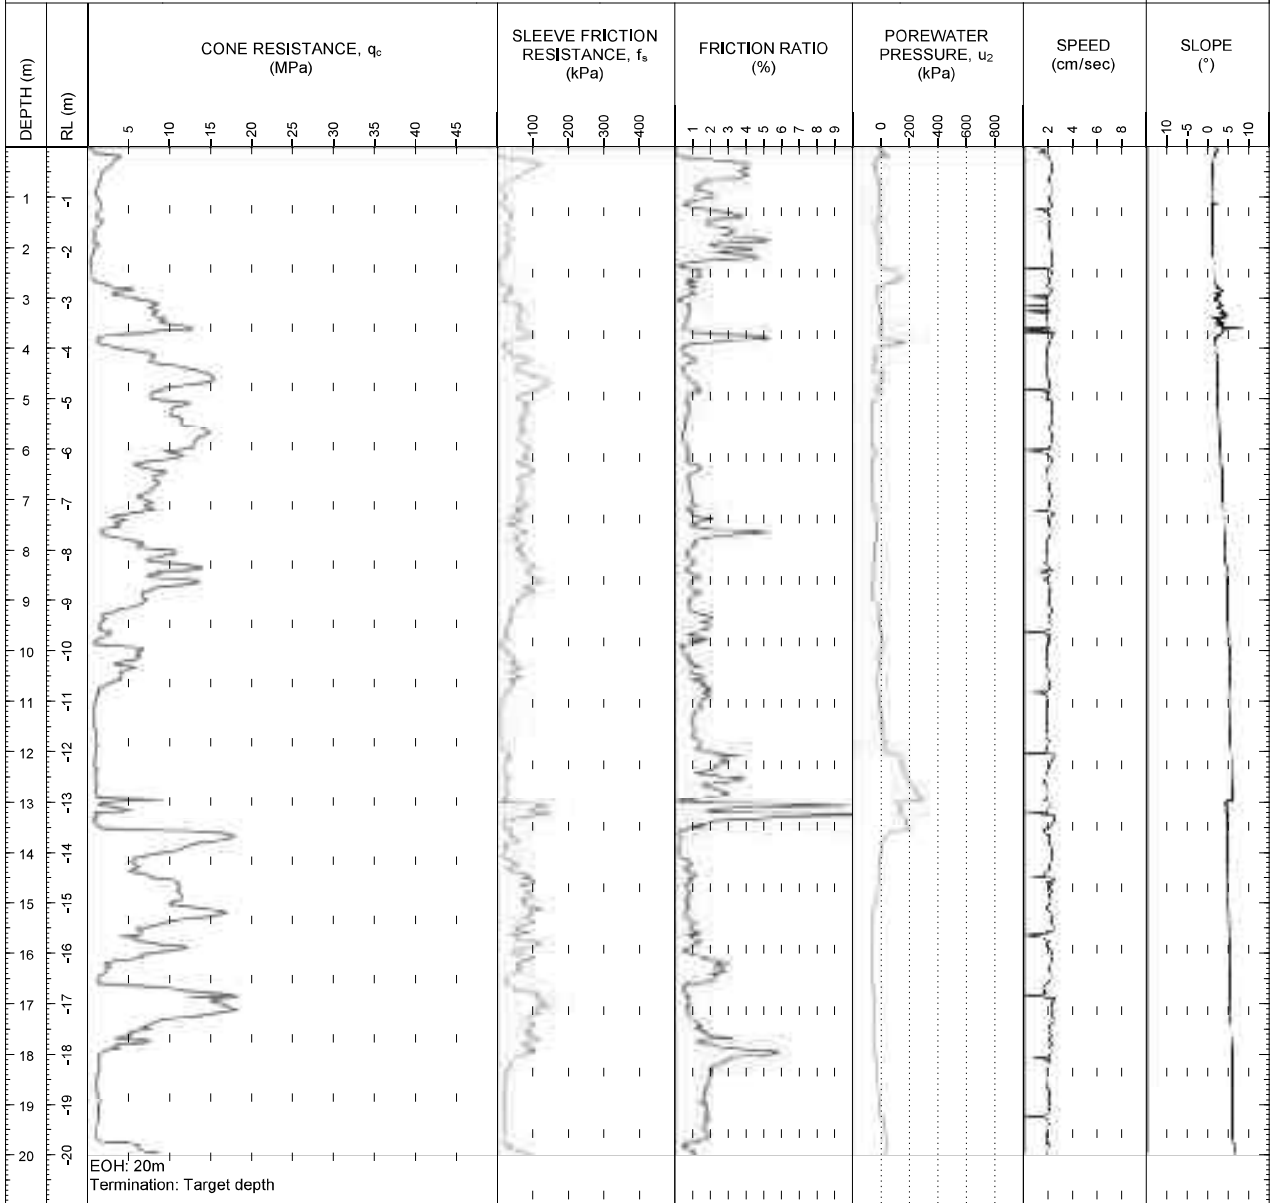 DEPTH (m)
RL (m)
CONE RESISTANCE, qc
(MPa)
SLEEVE FRICTION
RESISTANCE, fs
(kPa)
FRICTION RATIO
(%)
POREWATER
PRESSURE, u2
(kPa)
SPEED
(cm/sec)
SLOPE
(°)
5 10 15 20 25 30 35 40 45
100 200 300 400
1 2 3 4 5 6 7 8 9
0 200 400 600 800
2 4 6 8
-10 -5 0 5 10
1 -1
2 -2
3 -3
4 -4
5 -5
6 -6
7 -7
8 -8
9 -9
10 -10
11 -11
12 -12
13 -13
14 -14
15 -15
16 -16
17 -17
18 -18
19 -19
20 -20
EOH: 20m
Termination: Target depth